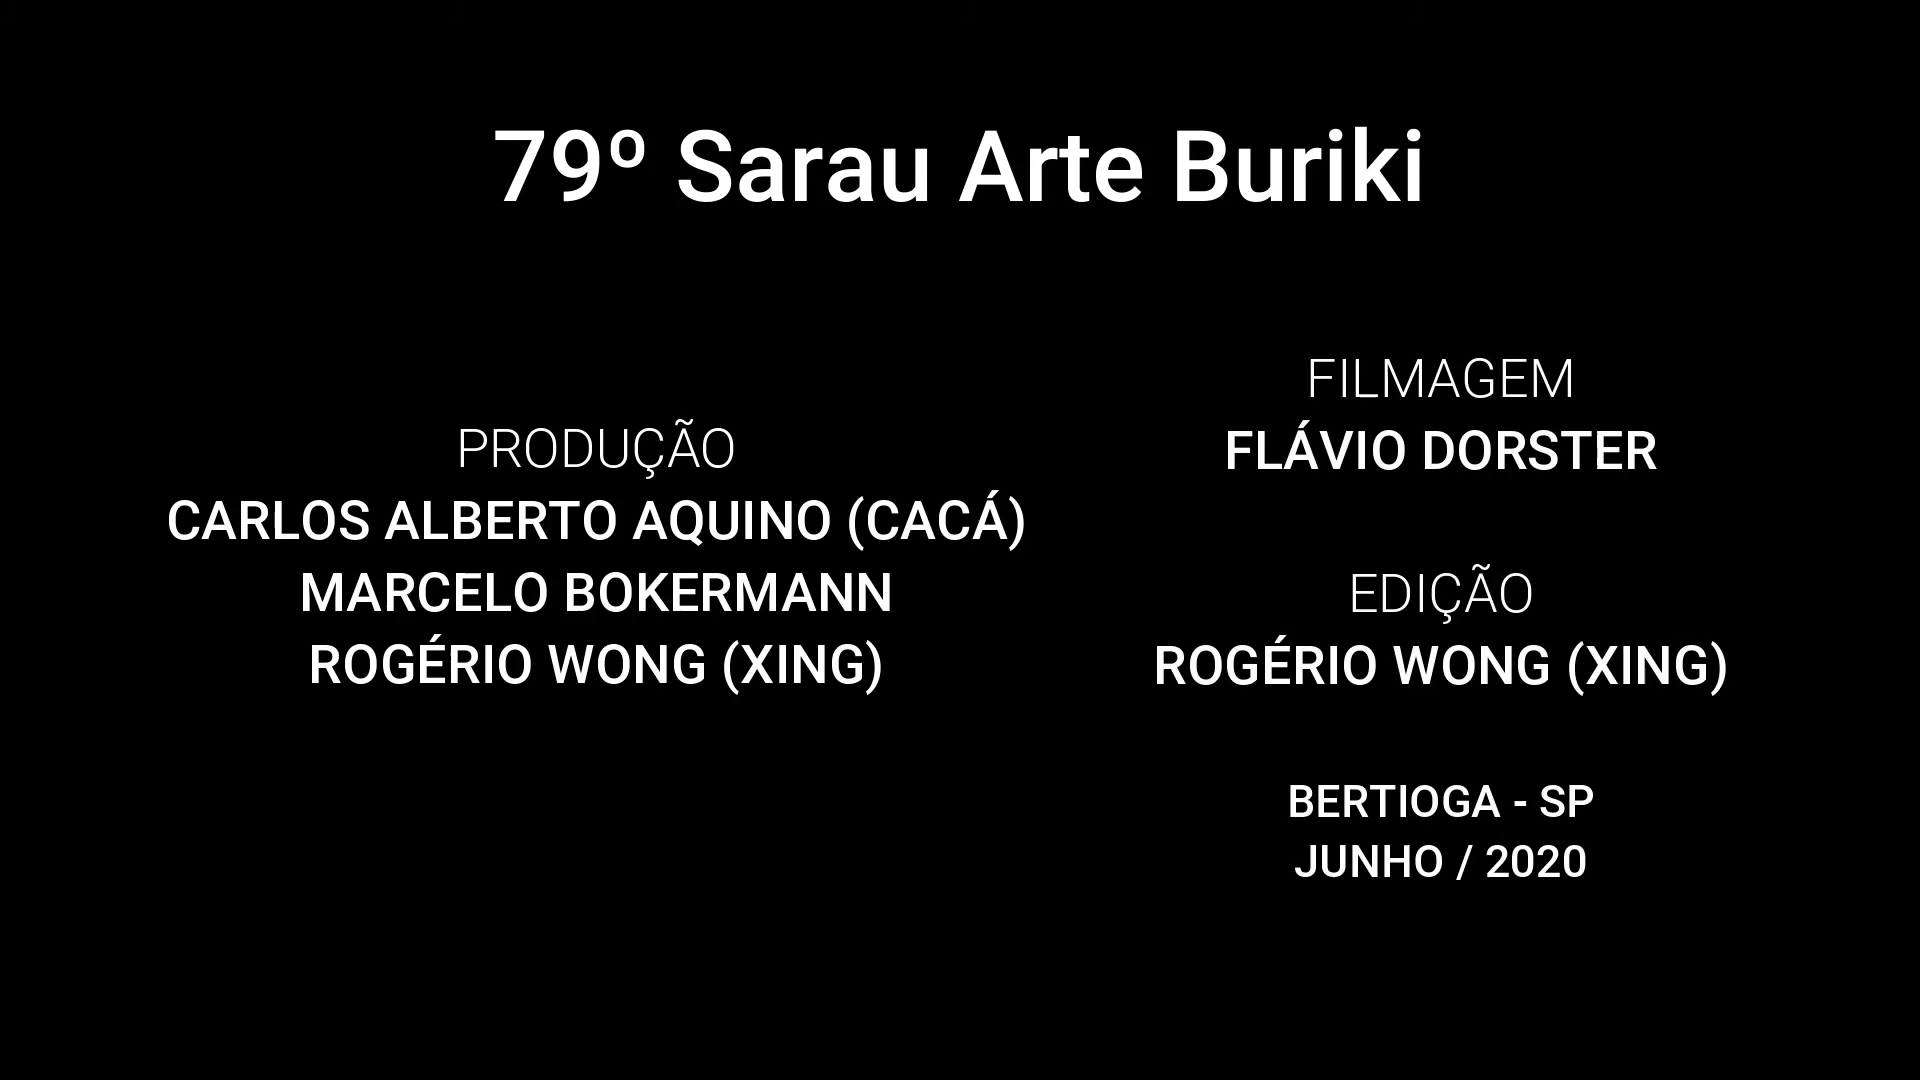 79º Sarau Arte Buriki
PRODUÇÃO
CARLOS ALBERTO AQUINO (CACÁ)
MARCELO BOKERMANN
ROGÉRIO WONG (XING)
FILMAGEM
FLÁVIO DORSTER
EDIÇÃO
ROGÉRIO WONG (XING)
BERTIOGA - SP
JUNHO / 2020